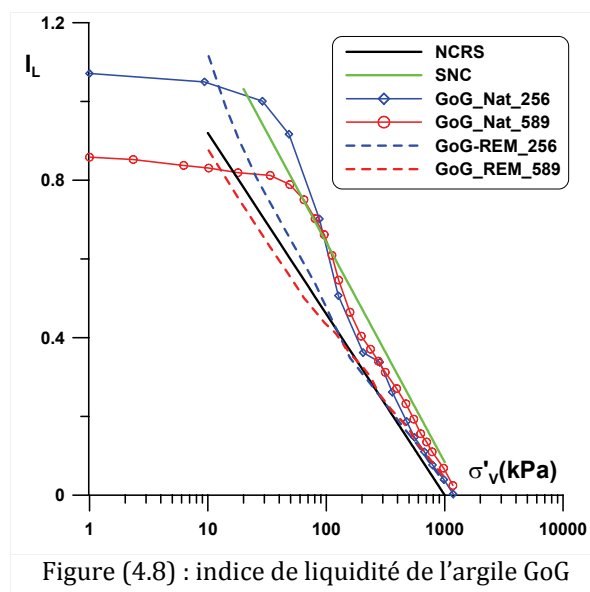 1.2
I_L
NCRS
SNC
GoG_Nat_256
GoG_Nat_589
GoG-REM_256
GoG_REM_589
0.8
0.4
σ'v(kPa)
0
1
10
100
1000
10000
Figure (4.8) : indice de liquidité de l'argile GoG